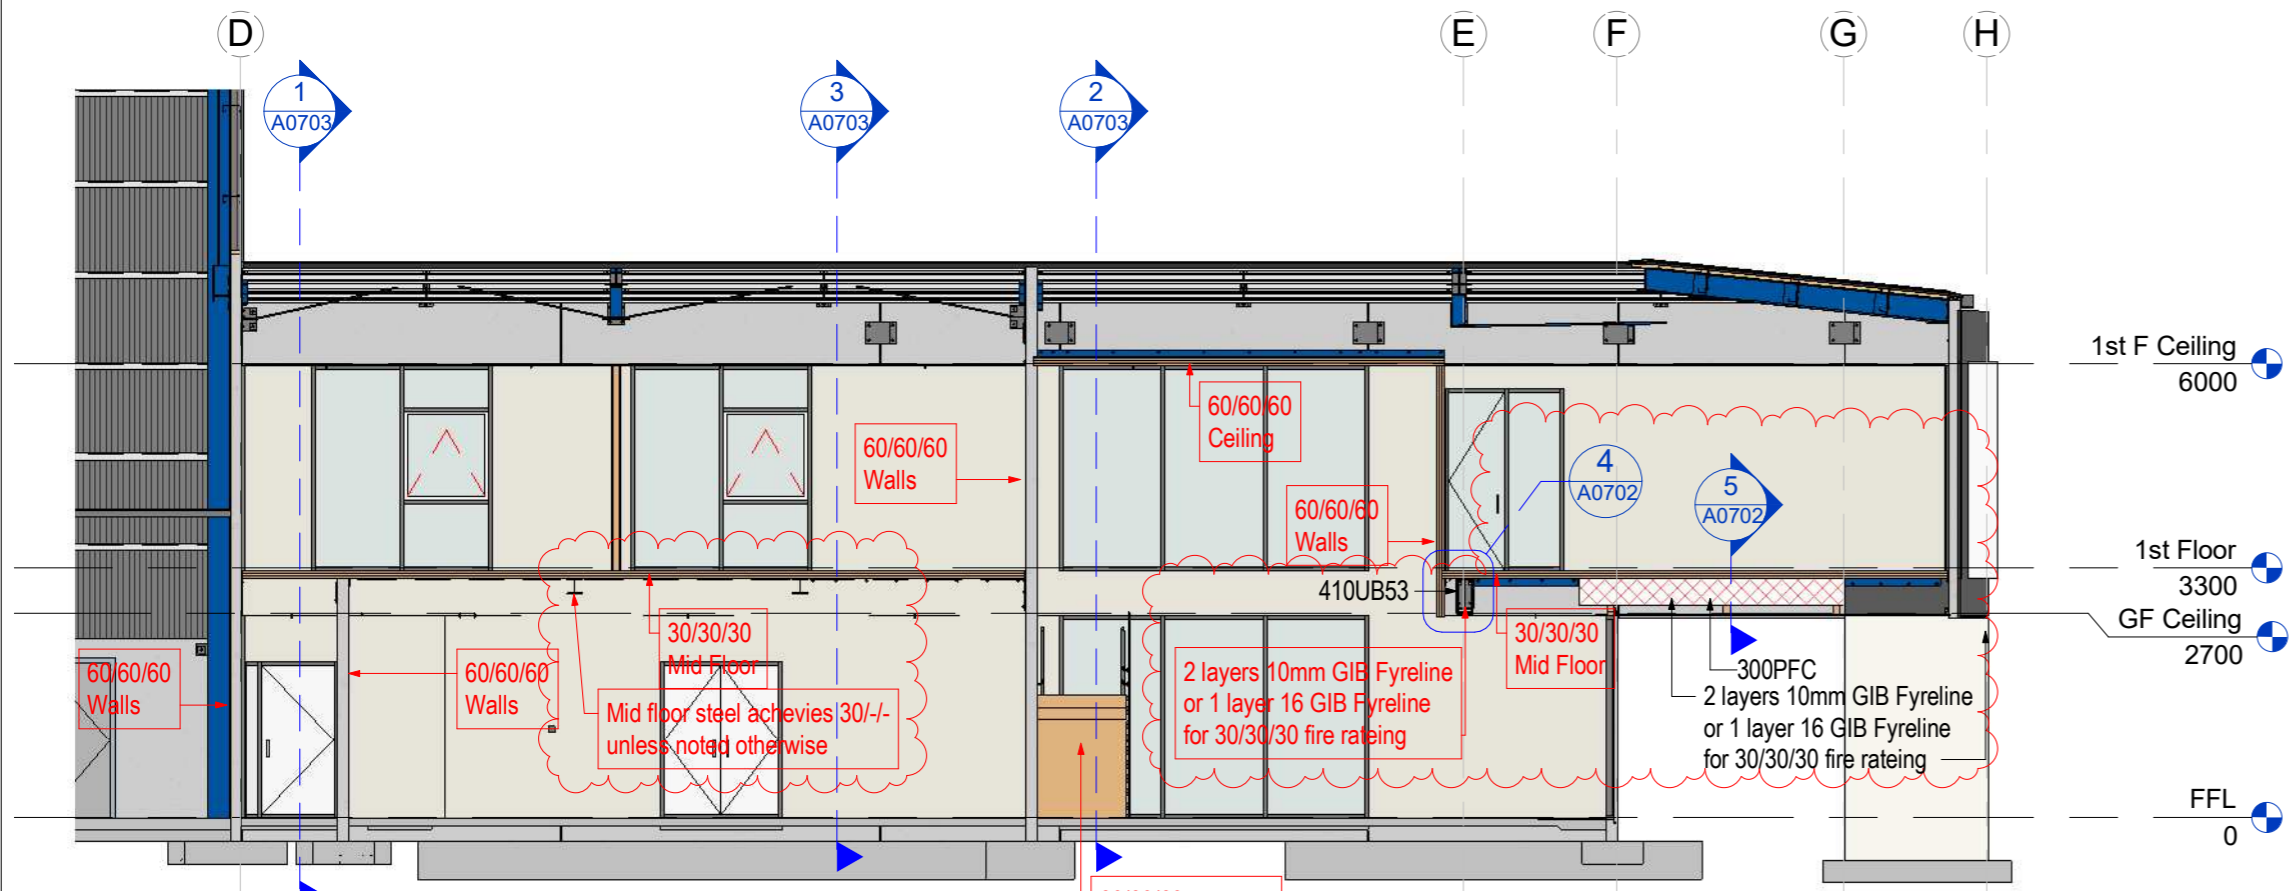 D
E
F
G
H
1
A0703
3
A0703
2
A0703
1st F Ceiling
6000
60/60/60
Ceiling
60/60/60
Walls
4
A0702
5
A0702
60/60/60
Walls
1st Floor
3300
410UB53
GF Ceiling
2700
30/30/30
Mid Floor
30/30/30
Mid Floor
60/60/60
Walls
60/60/60
Walls
2 layers 10mm GIB Fyreline
or 1 layer 16 GIB Fyreline
for 30/30/30 fire rateing
300PFC
2 layers 10mm GIB Fyreline
or 1 layer 16 GIB Fyreline
for 30/30/30 fire rateing
Mid floor steel achevies 30/-/-
unless noted otherwise
FFL
0